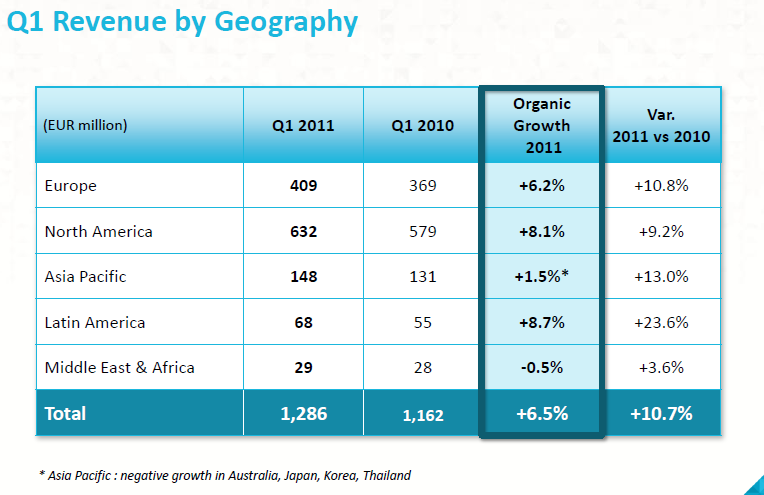 Q1 Revenue by Geography
(EUR million) Q1 2011 Q1 2010 Organic Growth 2011 Var. 2011 vs 2010
Europe 409 369 +6.2% +10.8%
North America 632 579 +8.1% +9.2%
Asia Pacific 148 131 +1.5%* +13.0%
Latin America 68 55 +8.7% +23.6%
Middle East & Africa 29 28 -0.5% +3.6%
Total 1,286 1,162 +6.5% +10.7%
* Asia Pacific : negative growth in Australia, Japan, Korea, Thailand